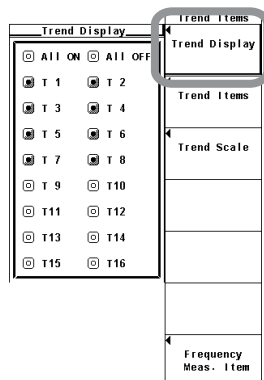 Trend Display
All ON All OFF
T 1 T 2
T 3 T 4
T 5 T 6
T 7 T 8
T 9 T10
T11 T12
T13 T14
T15 T16
Trend Items
Trend Display
Trend Items
Trend Scale
Frequency
Meas. Item